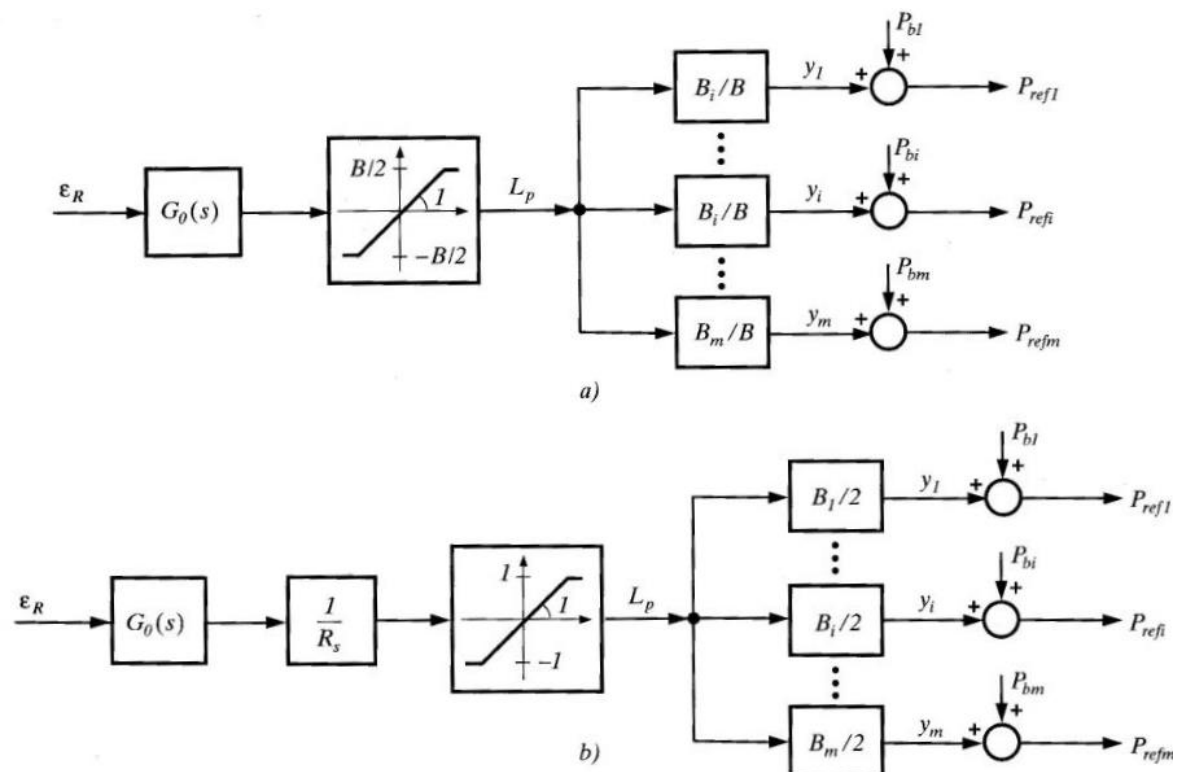 P_b1
+
B_i/B
y_1
+
P_ref1
P_bi
+
ε_R
G_0(s)
B/2
1
-B/2
L_p
B_i/B
y_i
+
P_refi
P_bm
+
B_m/B
y_m
+
P_refm
a)
P_b1
+
B_1/2
y_1
+
P_ref1
P_bi
+
ε_R
G_0(s)
1
R_s
1
1
-1
L_p
B_i/2
y_i
+
P_refi
P_bm
+
B_m/2
y_m
+
P_refm
b)